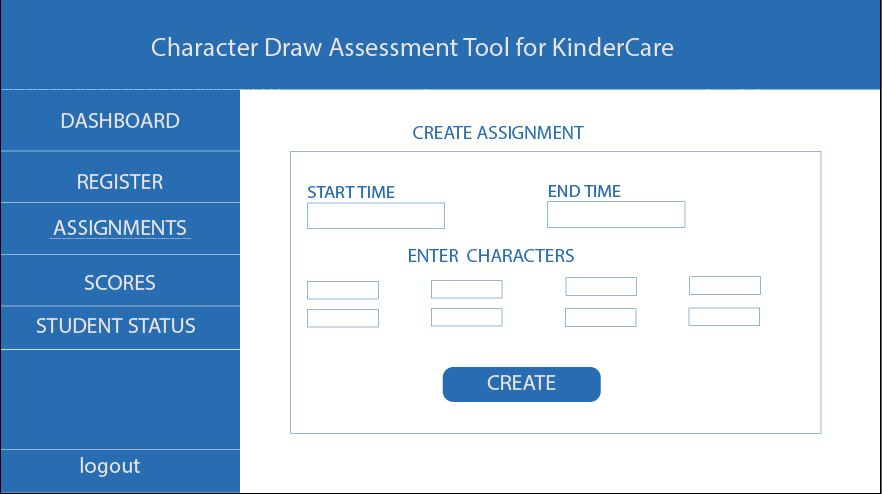 Character Draw Assessment Tool for KinderCare
DASHBOARD
REGISTER
ASSIGNMENTS
SCORES
STUDENT STATUS
logout
CREATE ASSIGNMENT
START TIME
END TIME
ENTER CHARACTERS
CREATE